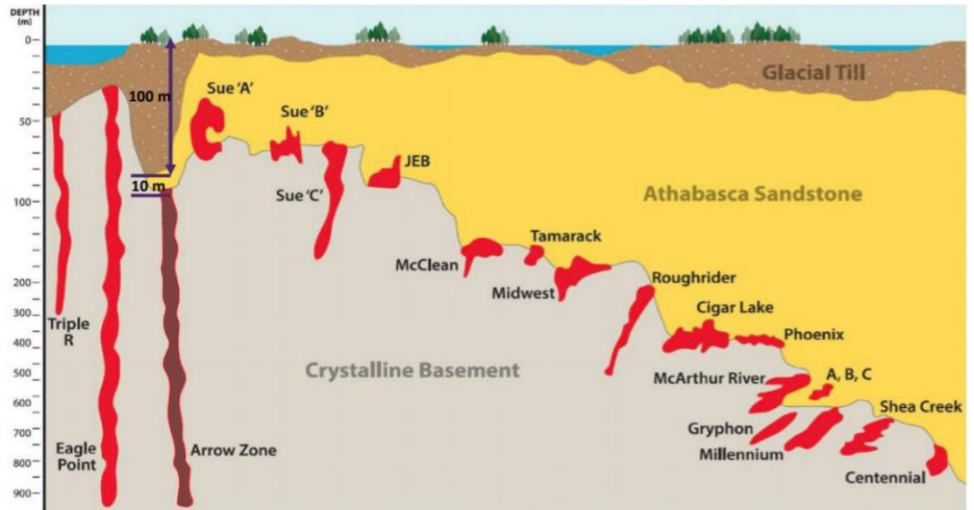 DEPTH
(m)
0
50
100
200
300
400
500
600
700
800
900
100 m
10 m
Glacial Till
Sue 'A'
Sue 'B'
Sue 'C'
JEB
Athabasca Sandstone
McClean
Tamarack
Midwest
Roughrider
Cigar Lake
Phoenix
Triple
R
Crystalline Basement
McArthur River
A, B, C
Shea Creek
Gryphon
Millennium
Eagle
Point
Arrow Zone
Centennial